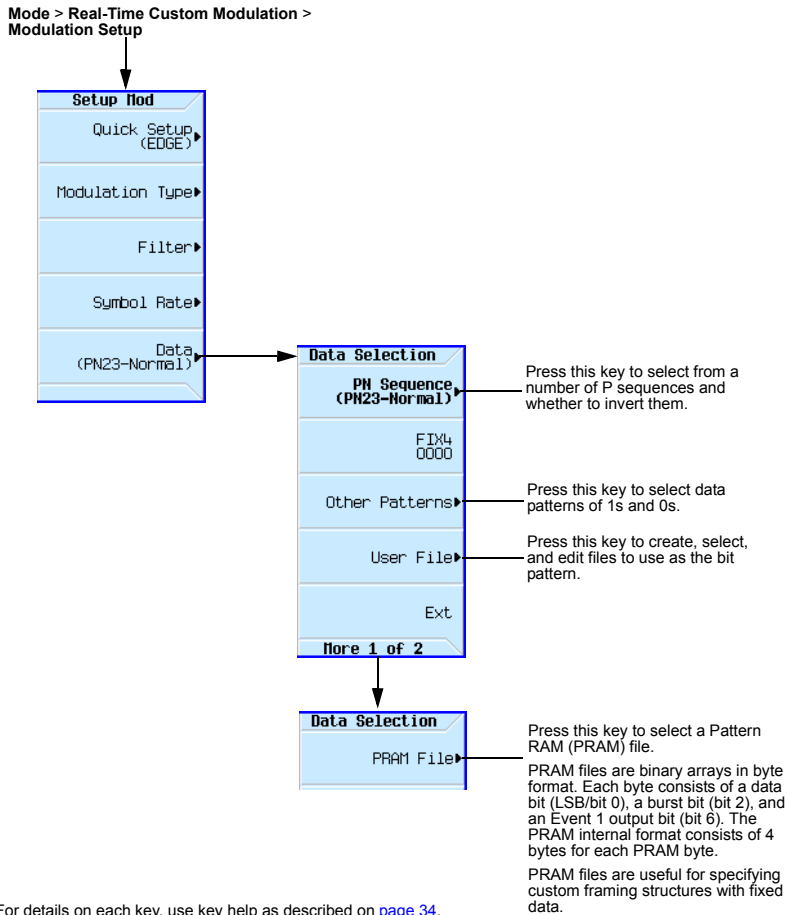 Mode > Real-Time Custom Modulation >
Modulation Setup
Setup Mod
Quick Setup
(EDGE)
Modulation Type
Filter
Symbol Rate
Data
(PN23-Normal)
Data Selection
PN Sequence
(PN23-Normal)
Press this key to select from a
number of P sequences and
whether to invert them.
FIX4
0000
Other Patterns
Press this key to select data
patterns of 1s and 0s.
User File
Press this key to create, select,
and edit files to use as the bit
pattern.
Ext
More 1 of 2
Data Selection
PRAM File
Press this key to select a Pattern
RAM (PRAM) file.
PRAM files are binary arrays in byte
format. Each byte consists of a data
bit (LSB/bit 0), a burst bit (bit 2), and
an Event 1 output bit (bit 6). The
PRAM internal format consists of 4
bytes for each PRAM byte.
PRAM files are useful for specifying
custom framing structures with fixed
data.
For details on each key, use key help as described on page 34.